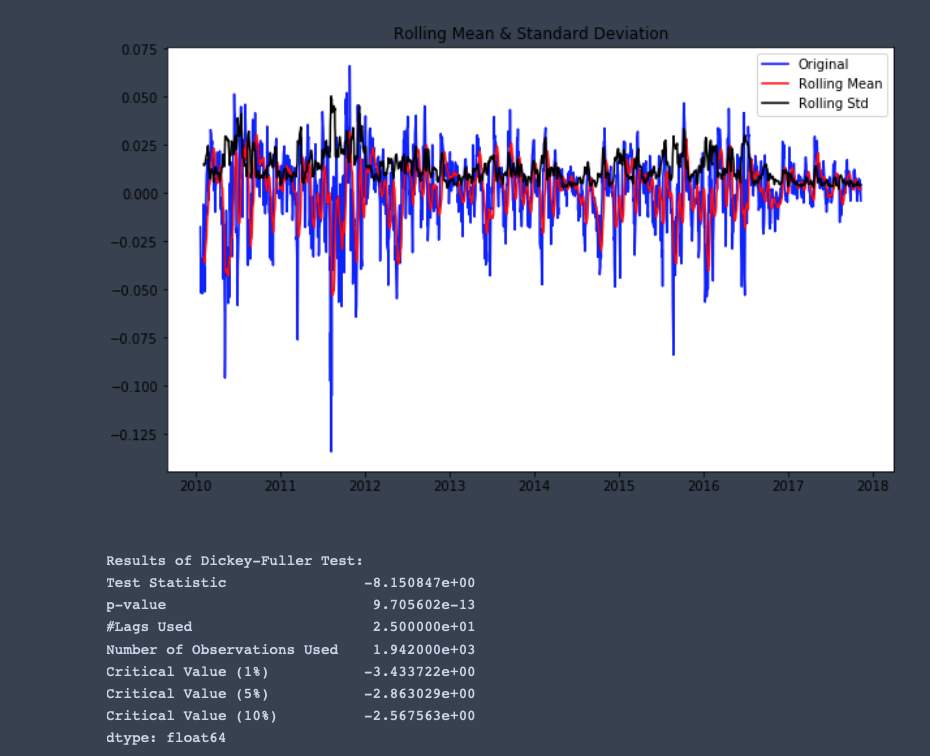 Rolling Mean & Standard Deviation
0.075
0.050
0.025
0.000
−0.025
−0.050
−0.075
−0.100
−0.125
Original
Rolling Mean
Rolling Std
2010 2011 2012 2013 2014 2015 2016 2017 2018
Results of Dickey-Fuller Test:
Test Statistic -8.150847e+00
p-value 9.705602e-13
#Lags Used 2.500000e+01
Number of Observations Used 1.942000e+03
Critical Value (1%) -3.433722e+00
Critical Value (5%) -2.863029e+00
Critical Value (10%) -2.567563e+00
dtype: float64